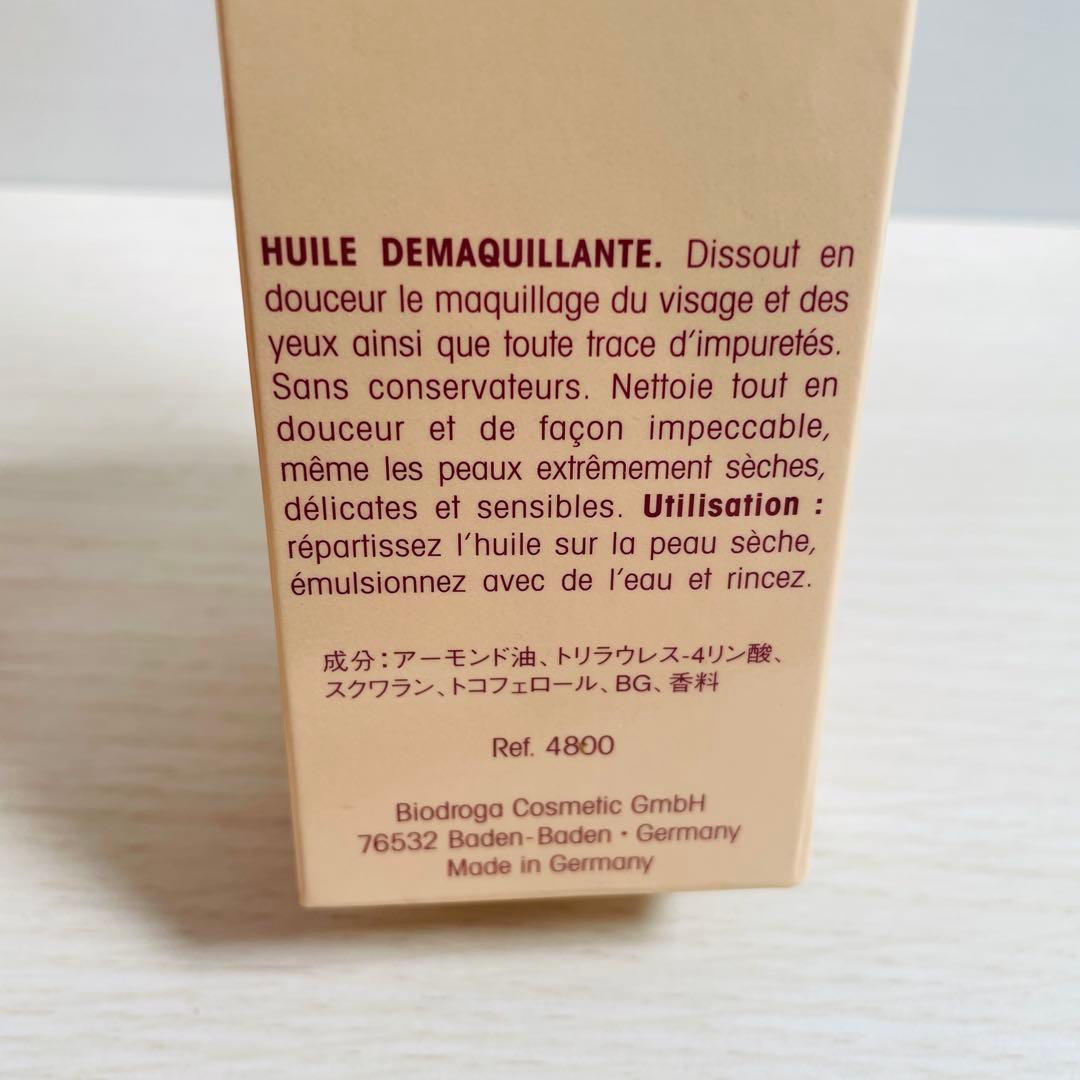 HUILE DEMAQUILLANTE. Dissout en
douceur le maquillage du visage et des
yeux ainsi que toute trace d'impuretés.
Sans conservateurs. Nettoie tout en
douceur et de façon impeccable,
même les peaux extrêmement sèches,
délicates et sensibles. Utilisation :
répartissez l'huile sur la peau sèche,
émulsionnez avec de l'eau et rincez.
成分：アーモンド油、トリラウレス-4リン酸、
スクワラン、トコフェロール、BG、香料
Ref. 4800
Biodroga Cosmetic GmbH
76532 Baden-Baden • Germany
Made in Germany